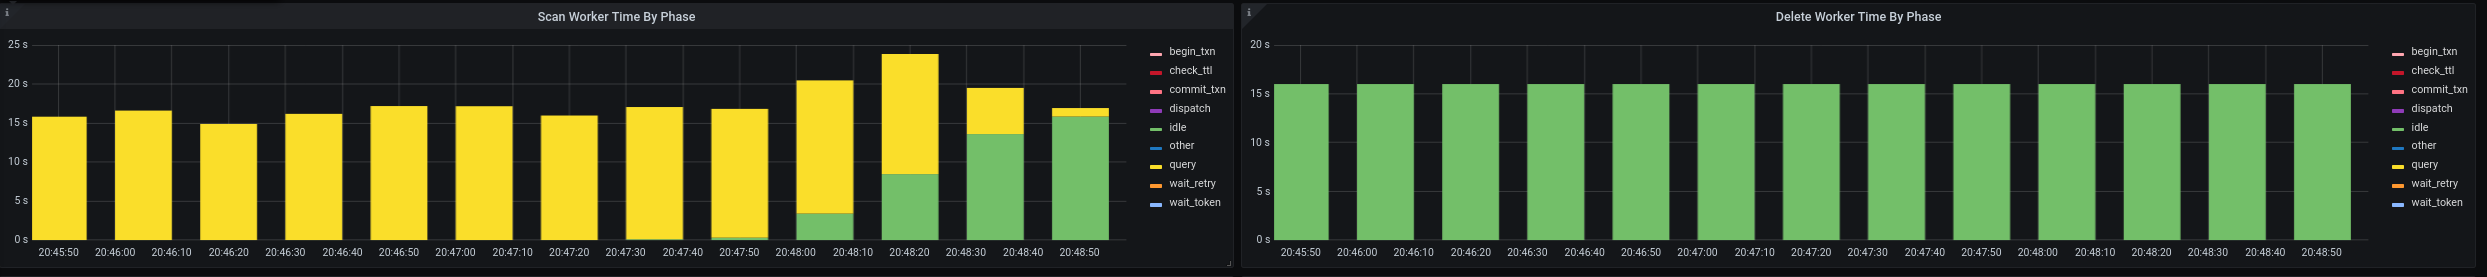 Scan Worker Time By Phase
25 s
20 s
15 s
10 s
5 s
0 s
20:45:50 20:46:00 20:46:10 20:46:20 20:46:30 20:46:40 20:46:50 20:47:00 20:47:10 20:47:20 20:47:30 20:47:40 20:47:50 20:48:00 20:48:10 20:48:20 20:48:30 20:48:40 20:48:50
begin_txn
check_ttl
commit_txn
dispatch
idle
other
query
wait_retry
wait_token
Delete Worker Time By Phase
20 s
15 s
10 s
5 s
0 s
20:45:50 20:46:00 20:46:10 20:46:20 20:46:30 20:46:40 20:46:50 20:47:00 20:47:10 20:47:20 20:47:30 20:47:40 20:47:50 20:48:00 20:48:10 20:48:20 20:48:30 20:48:40 20:48:50
begin_txn
check_ttl
commit_txn
dispatch
idle
other
query
wait_retry
wait_token